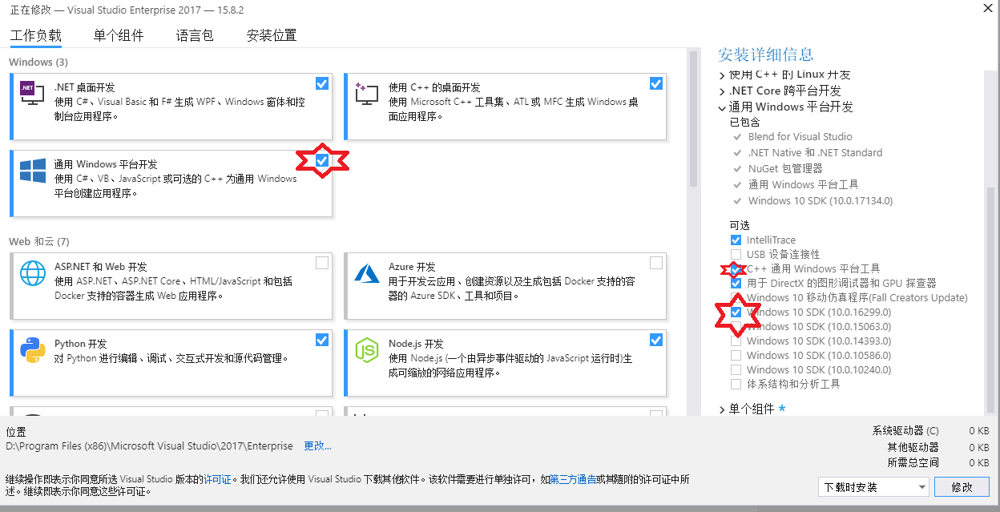 正在修改 — Visual Studio Enterprise 2017 — 15.8.2
工作负载 单个组件 语言包 安装位置
Windows (3)
.NET
.NET 桌面开发
使用 C#、Visual Basic 和 F# 生成 WPF、Windows 窗体和控
制台应用程序。
使用 C++ 的桌面开发
使用 Microsoft C++ 工具集、ATL 或 MFC 生成 Windows 桌
面应用程序。
通用 Windows 平台开发
使用 C#、VB、JavaScript 或可选的 C++ 为通用 Windows
平台创建应用程序。
Web 和云 (7)
ASP.NET 和 Web 开发
使用 ASP.NET、ASP.NET Core、HTML/JavaScript 和包括
Docker 支持的容器生成 Web 应用程序。
Azure 开发
用于开发云应用、创建资源以及生成包括 Docker 支持的容
器的 Azure SDK、工具和项目。
Python 开发
对 Python 进行编辑、调试、交互式开发和源代码管理。
JS
Node.js 开发
使用 Node.js (一个由异步事件驱动的 JavaScript 运行时)生
成可缩放的网络应用程序。
安装详细信息
使用 C++ 的 Linux 开发
.NET Core 跨平台开发
通用 Windows 平台开发
已包含
Blend for Visual Studio
.NET Native 和 .NET Standard
NuGet 包管理器
通用 Windows 平台工具
Windows 10 SDK (10.0.17134.0)
可选
IntelliTrace
USB 设备连接性
C++ 通用 Windows 平台工具
用于 DirectX 的图形调试器和 GPU 探查器
Windows 10 移动仿真程序(Fall Creators Update)
Windows 10 SDK (10.0.16299.0)
Windows 10 SDK (10.0.15063.0)
Windows 10 SDK (10.0.14393.0)
Windows 10 SDK (10.0.10586.0)
Windows 10 SDK (10.0.10240.0)
体系结构和分析工具
单个组件 *
位置
D:\Program Files (x86)\Microsoft Visual Studio\2017\Enterprise 更改...
继续操作即表示你同意所选 Visual Studio 版本的许可证。我们还允许使用 Visual Studio 下载其他软件。该软件需要进行单独许可，如第三方通告或其随附的许可证中所
述。继续即表示你同意这些许可证。
系统驱动器 (C) 0 KB
其他驱动器 0 KB
所需总空间 0 KB
下载时安装 修改